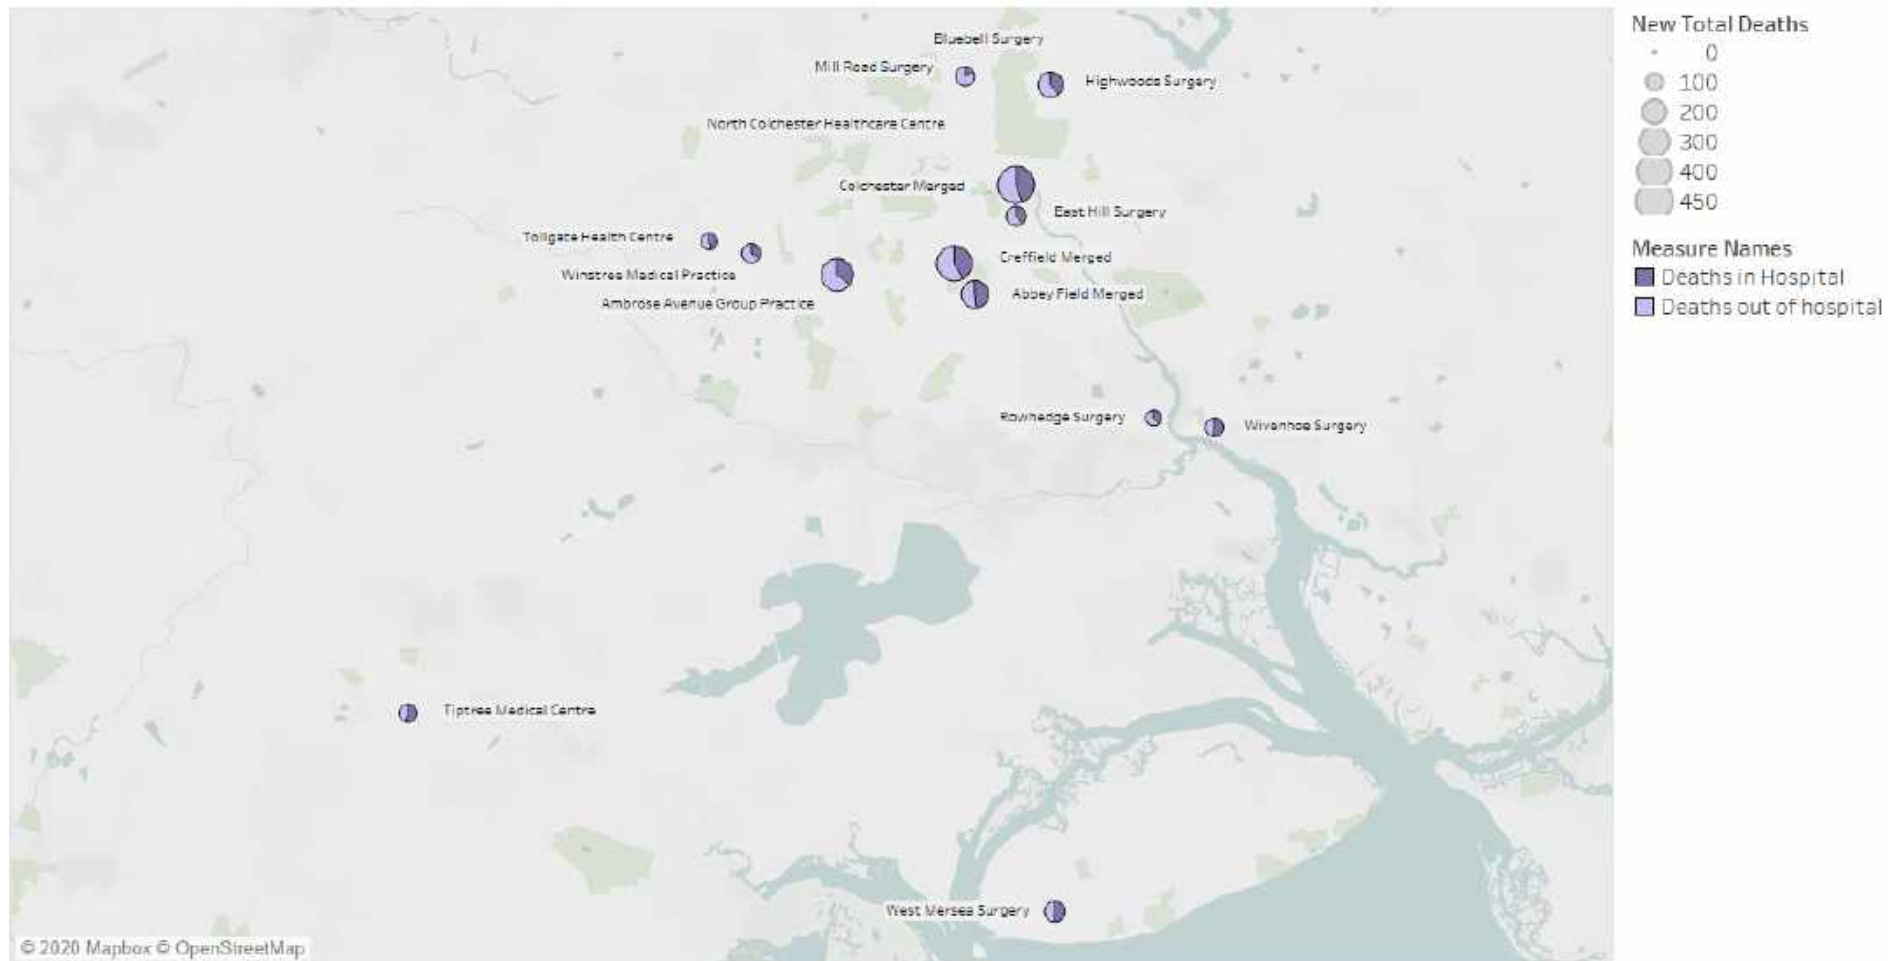 Bluebell Surgery
Mill Road Surgery
Highwoods Surgery
North Colchester Healthcare Centre
Colchester Merged
East Hill Surgery
Tollgate Health Centre
Creffield Merged
Winstree Medical Practice
Abbey Field Merged
Ambrose Avenue Group Practice
Rowhedge Surgery
Wivenhoe Surgery
Tiptree Medical Centre
West Mersea Surgery
© 2020 Mapbox © OpenStreetMap
New Total Deaths
0
100
200
300
400
450
Measure Names
Deaths in Hospital
Deaths out of hospital